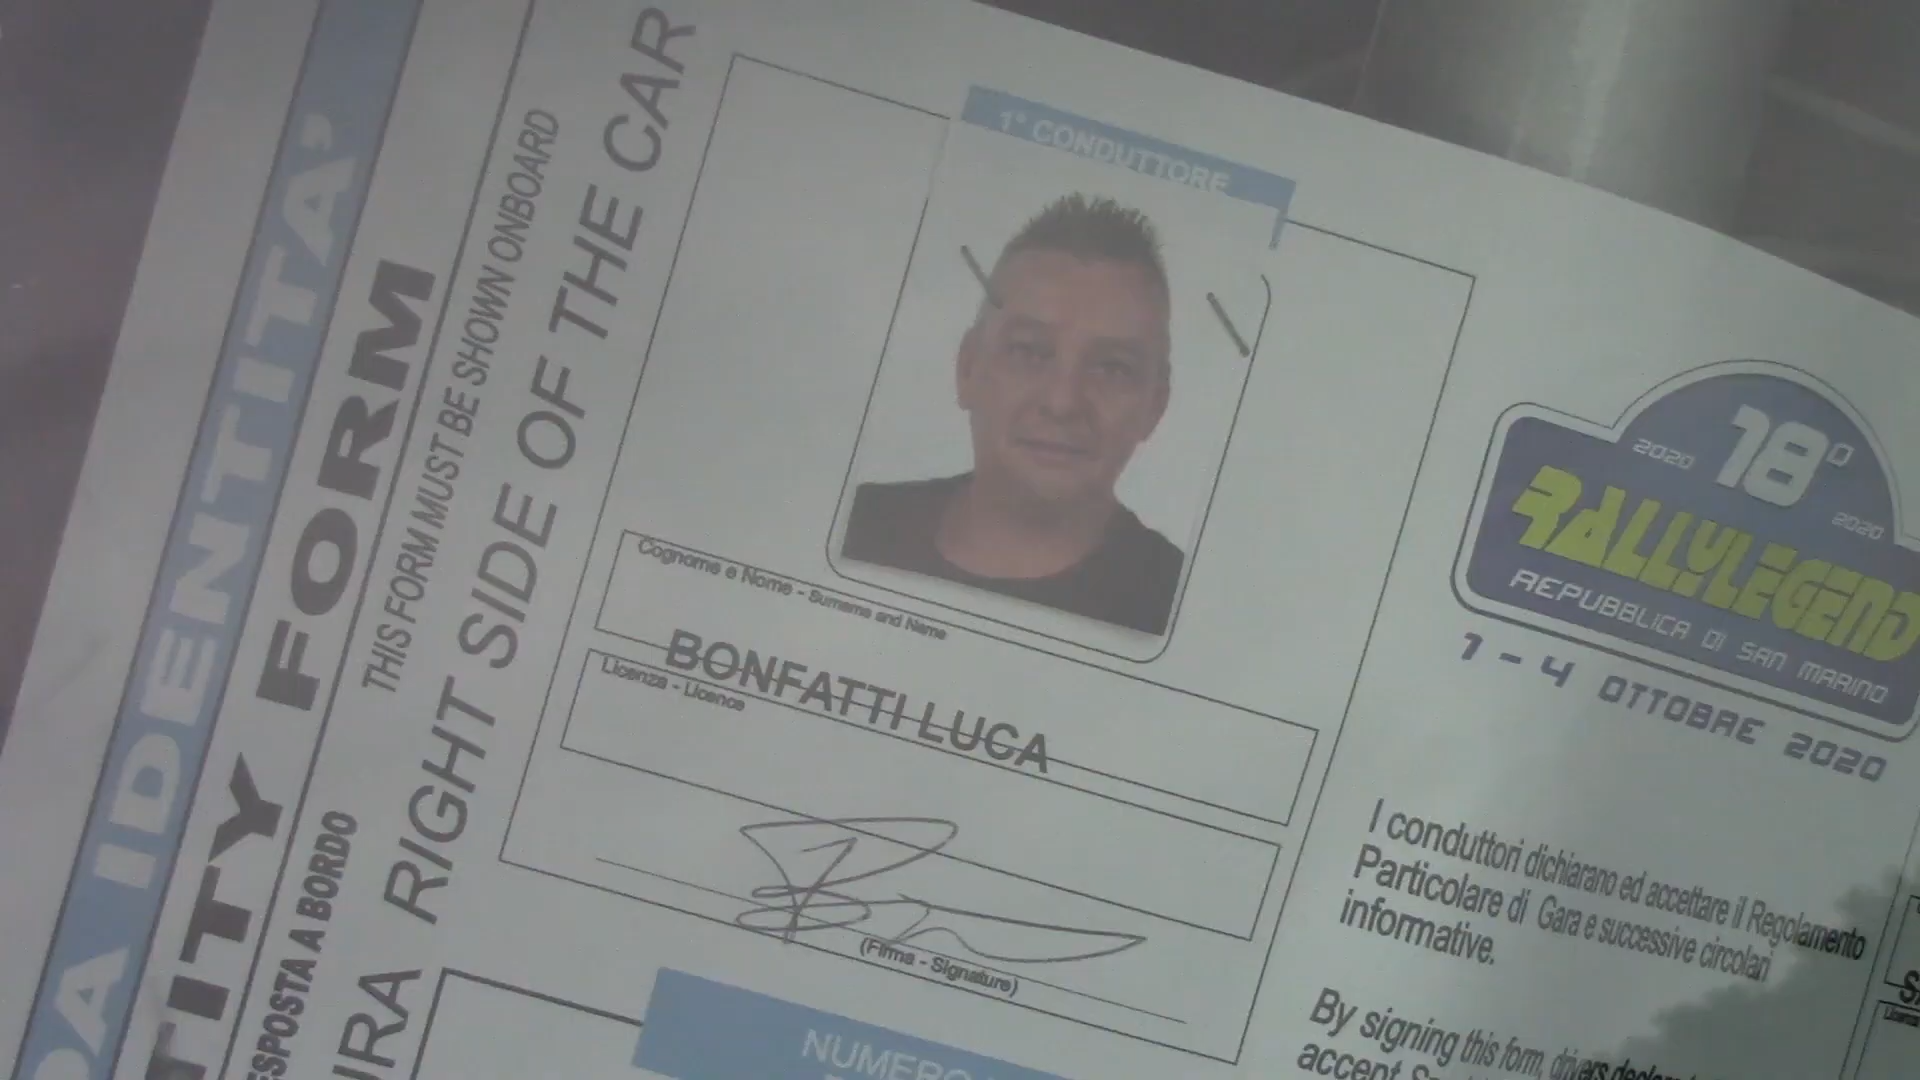 DA IDENTITA'
TITY FORM
ESPOSTA A BORDO
THIS FORM MUST BE SHOWN ONBOARD
RIGHT SIDE OF THE CAR
1° CONDUTTORE
Cognome e Nome - Surname and Name
BONFATTI LUCA
Licenza - Licence
(Firma - Signature)
NUMERO
2020 18° 2020
RALLYLEGEND
REPUBBLICA DI SAN MARINO
1 - 4 OTTOBRE 2020
I conduttori dichiarano ed accettare il Regolamento
Particolare di Gara e successive circolari
informative.
By signing this form, drivers
accept